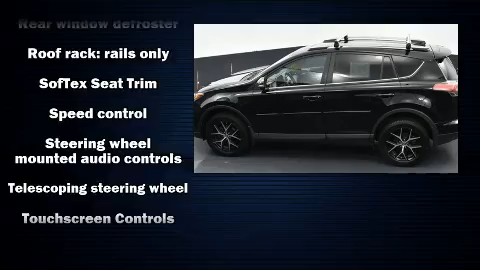 Rear window defroster
Roof rack: rails only
SofTex Seat Trim
Speed control
Steering wheel
mounted audio controls
Telescoping steering wheel
Touchscreen Controls